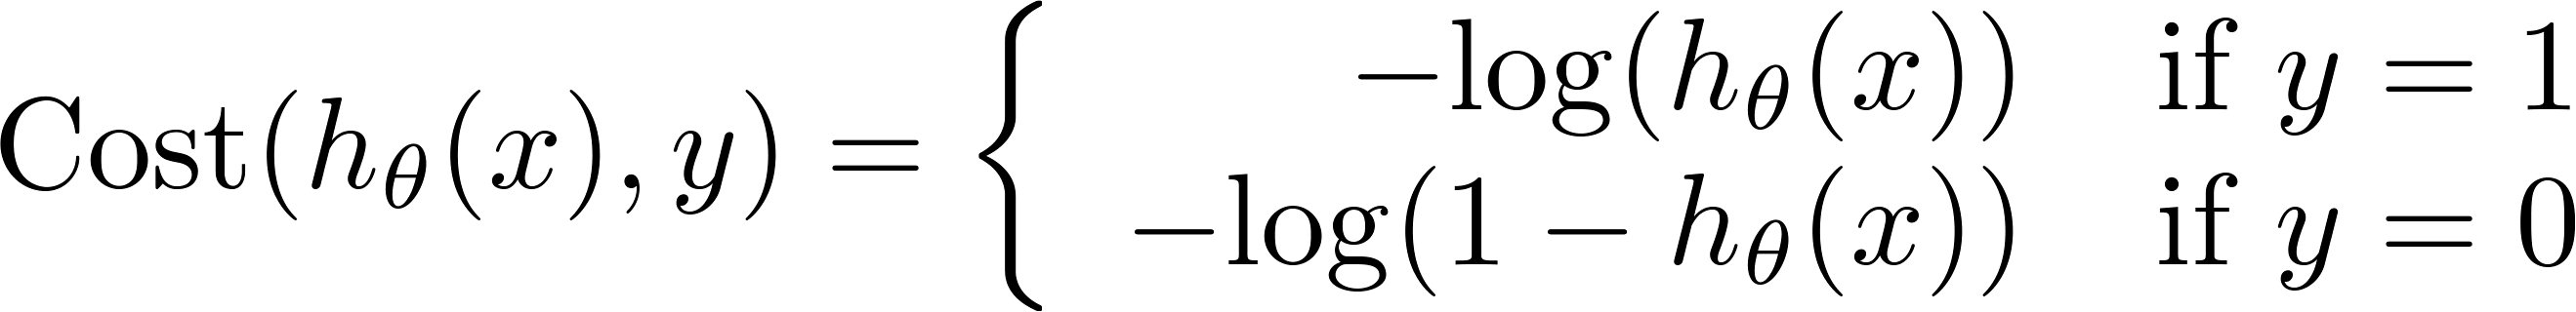 Cost(hθ(x), y) = { −log(hθ(x)) if y = 1
−log(1 − hθ(x)) if y = 0